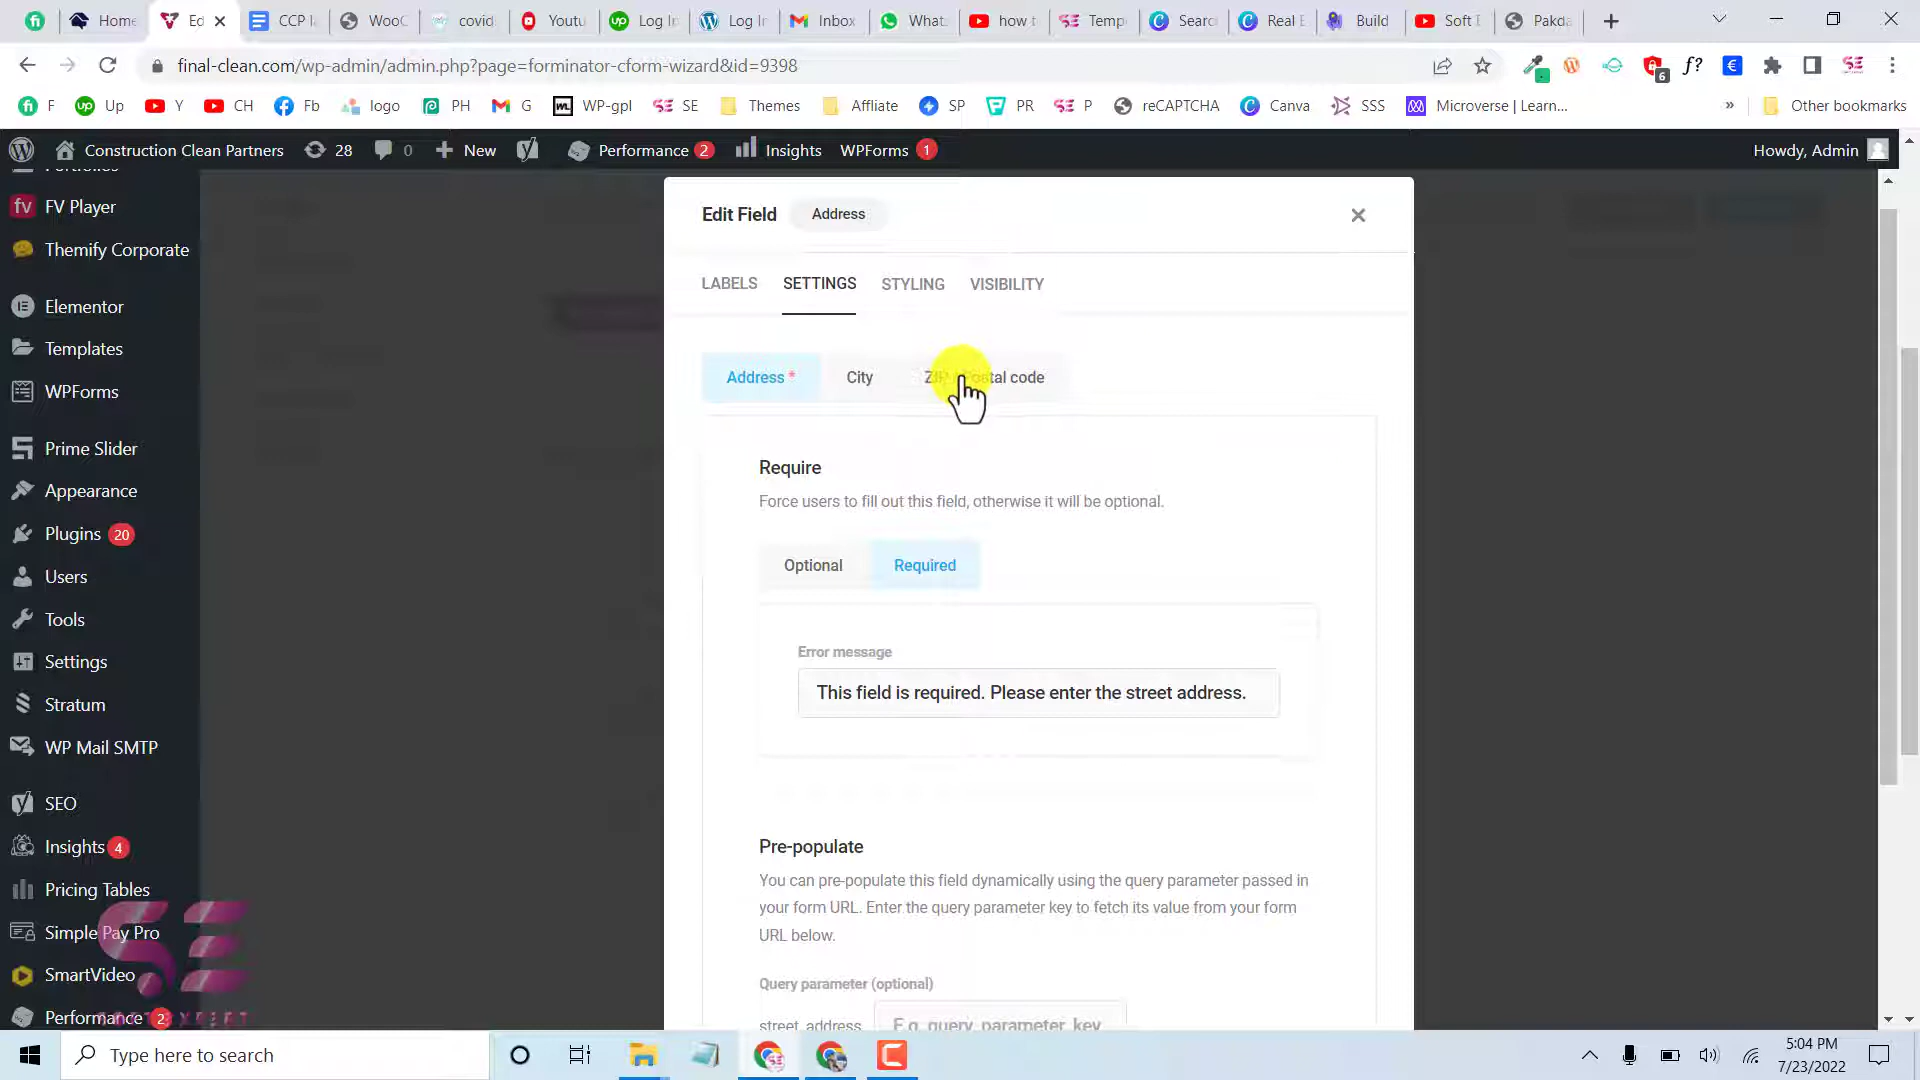 Home
Ed
CCP l
WooC
covid
Youtu
Log In
Log In
Inbox
What
how t
Temp
Searc
Real E
Build
Soft E
Pakda
final-clean.com/wp-admin/admin.php?page=forminator-cform-wizard&id=9398
6
f?
F
Up
Y
CH
Fb
logo
PH
G
WP-gpl
SE
Themes
Affliate
SP
PR
P
reCAPTCHA
Canva
SSS
Microverse | Learn...
»
Other bookmarks
Construction Clean Partners
28
0
New
Performance 2
Insights
WPForms 1
Howdy, Admin
FV Player
Themify Corporate
Elementor
Templates
WPForms
Prime Slider
Appearance
Plugins 20
Users
Tools
Settings
Stratum
WP Mail SMTP
SEO
Insights 4
Pricing Tables
Simple Pay Pro
SmartVideo
Performance 2
Edit Field
Address
LABELS
SETTINGS
STYLING
VISIBILITY
Address *
City
ZIP / Postal code
Require
Force users to fill out this field, otherwise it will be optional.
Optional
Required
Error message
This field is required. Please enter the street address.
Pre-populate
You can pre-populate this field dynamically using the query parameter passed in
your form URL. Enter the query parameter key to fetch its value from your form
URL below.
Query parameter (optional)
street_address
E.g. query_parameter_key
Type here to search
5:04 PM
7/23/2022